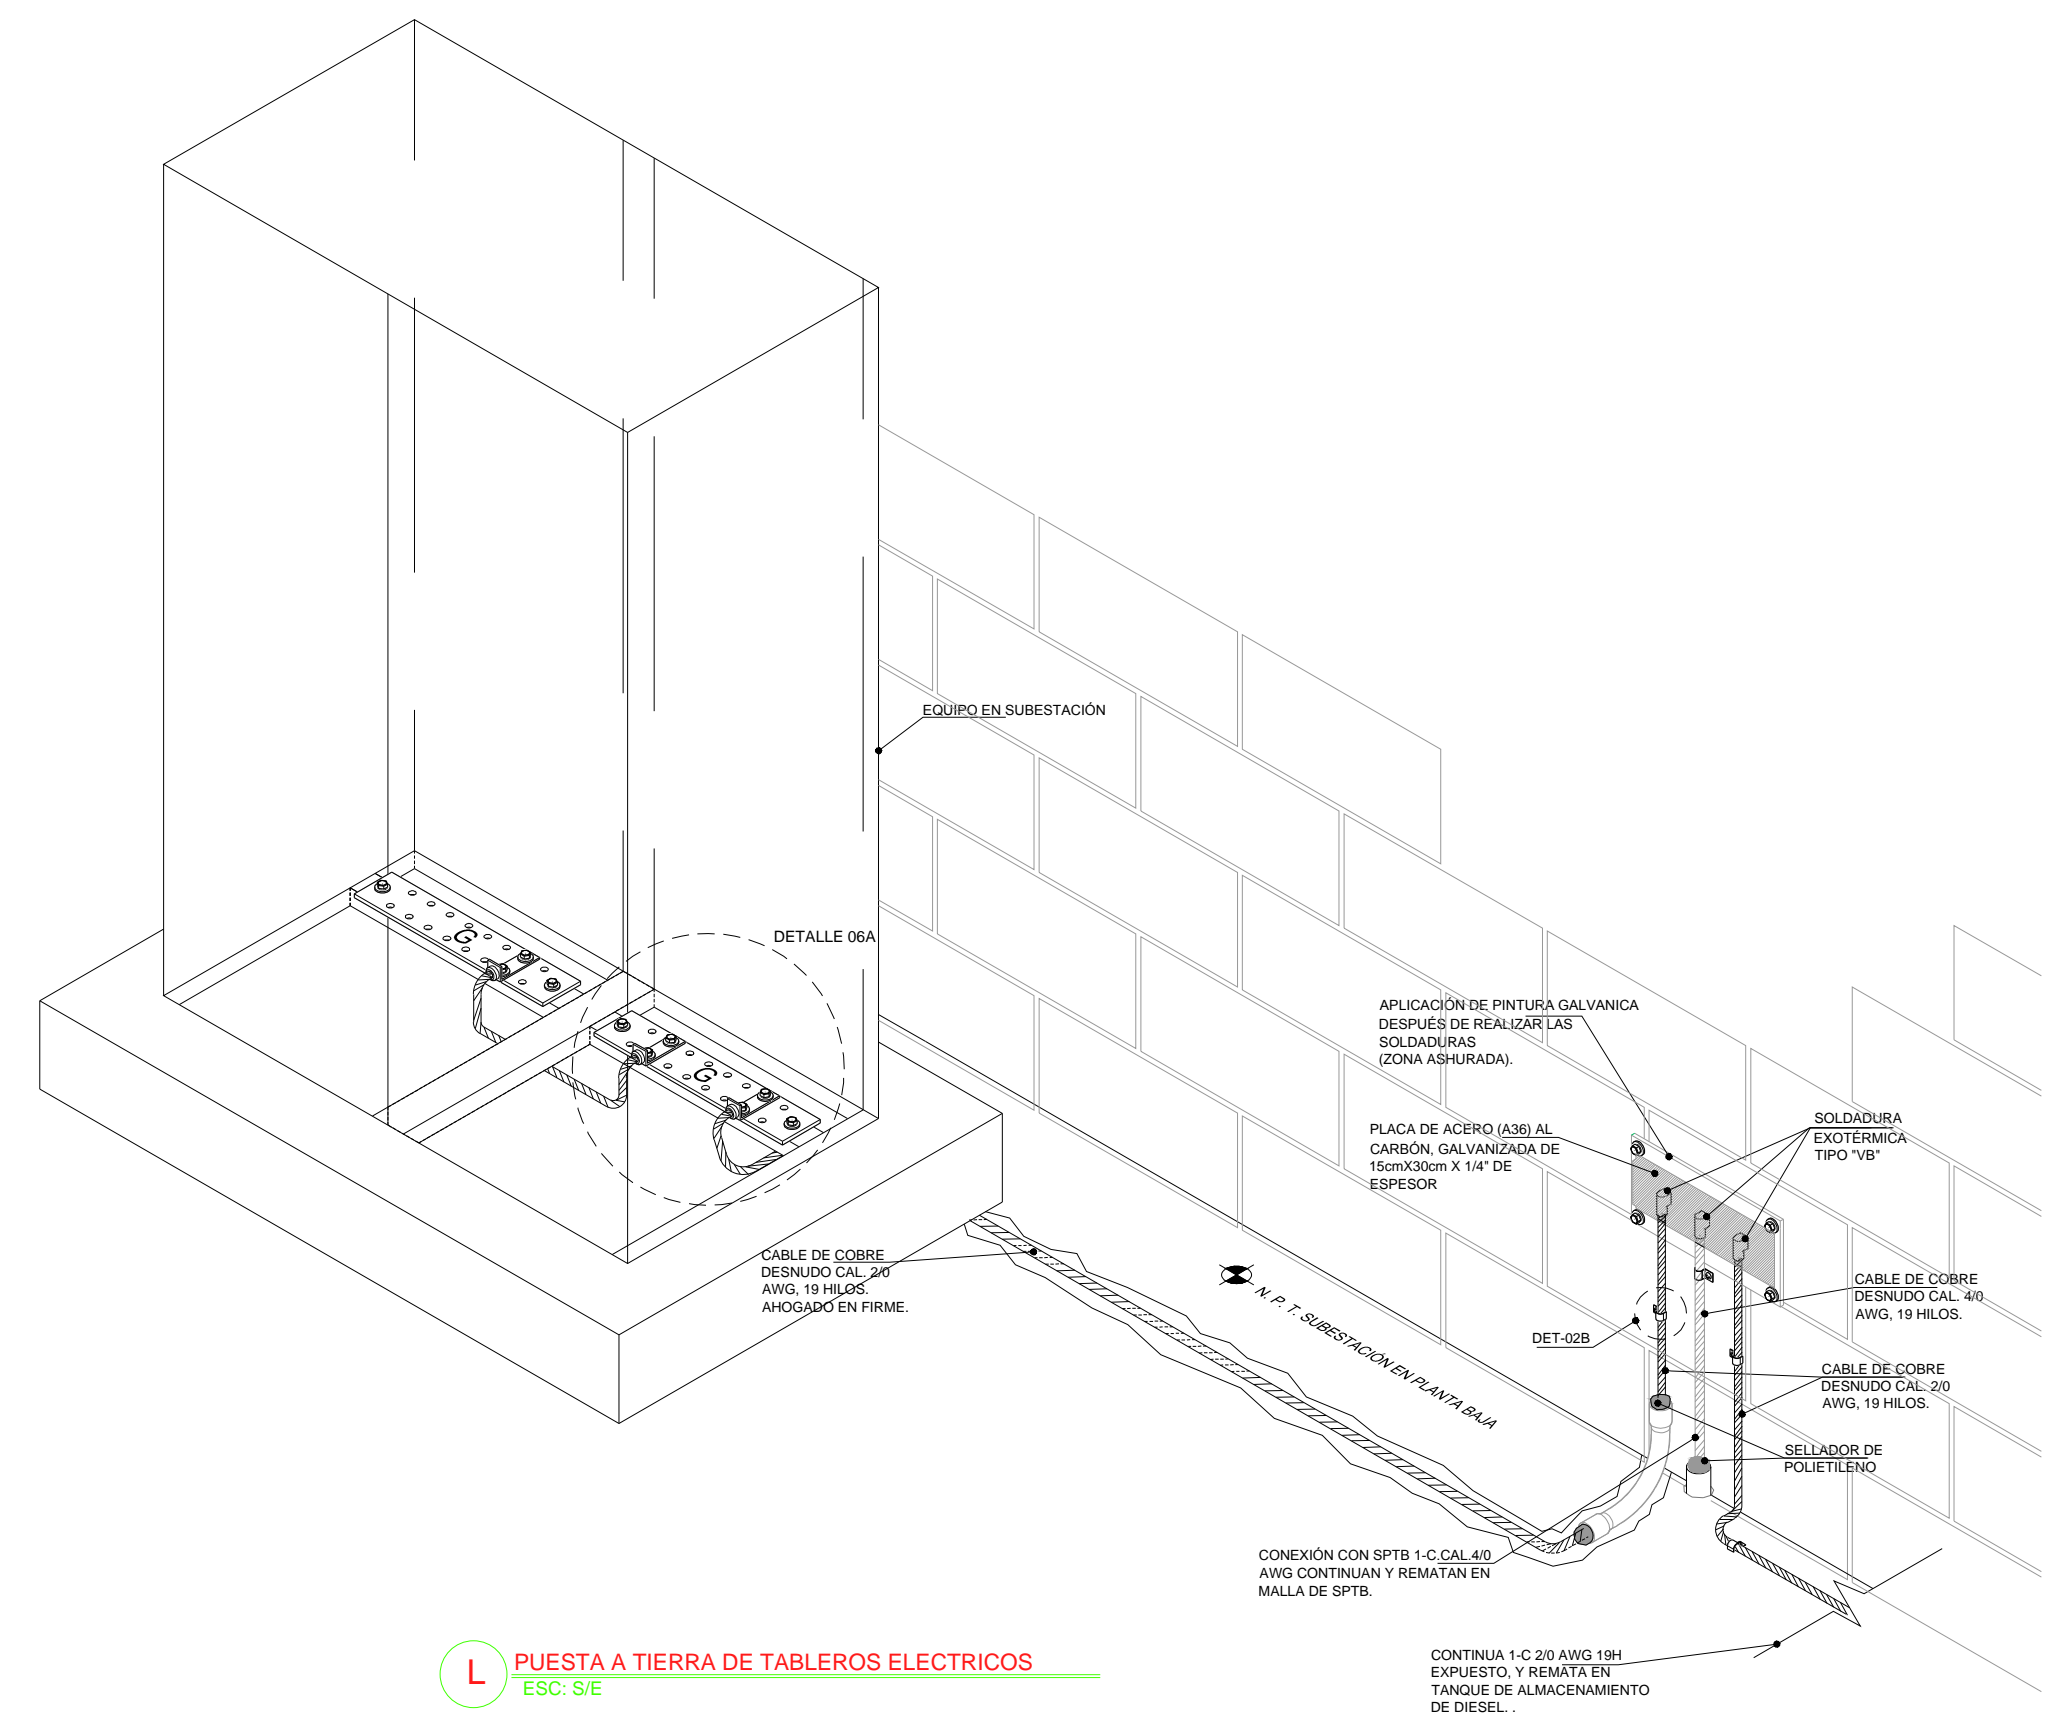 EQUIPO EN SUBESTACIÓN
G
DETALLE 06A
G
APLICACIÓN DE PINTURA GALVANICA
DESPUÉS DE REALIZAR LAS
SOLDADURAS
(ZONA ASHURADA).
PLACA DE ACERO (A36) AL
CARBÓN, GALVANIZADA DE
15cmX30cm X 1/4" DE
ESPESOR
SOLDADURA
EXOTÉRMICA
TIPO "VB"
CABLE DE COBRE
DESNUDO CAL. 2/0
AWG, 19 HILOS.
AHOGADO EN FIRME.
N. P. T. SUBESTACIÓN EN PLANTA BAJA
CABLE DE COBRE
DESNUDO CAL. 4/0
AWG, 19 HILOS.
DET-02B
CABLE DE COBRE
DESNUDO CAL. 2/0
AWG, 19 HILOS.
SELLADOR DE
POLIETILENO
CONEXIÓN CON SPTB 1-C.CAL.4/0
AWG CONTINUAN Y REMATAN EN
MALLA DE SPTB.
CONTINUA 1-C 2/0 AWG 19H
EXPUESTO, Y REMATA EN
TANQUE DE ALMACENAMIENTO
DE DIESEL. .
L
PUESTA A TIERRA DE TABLEROS ELECTRICOS
ESC: S/E